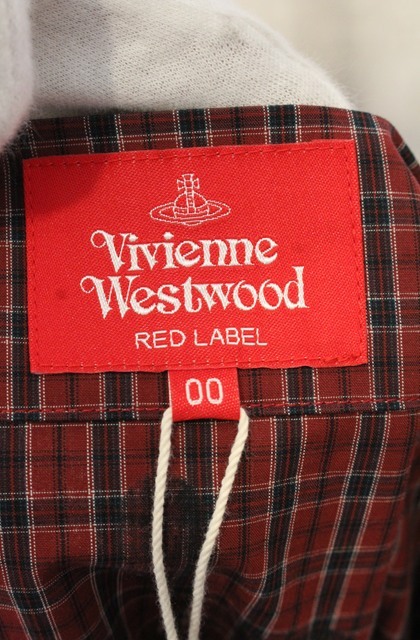 Vivienne
Westwood
RED LABEL
00